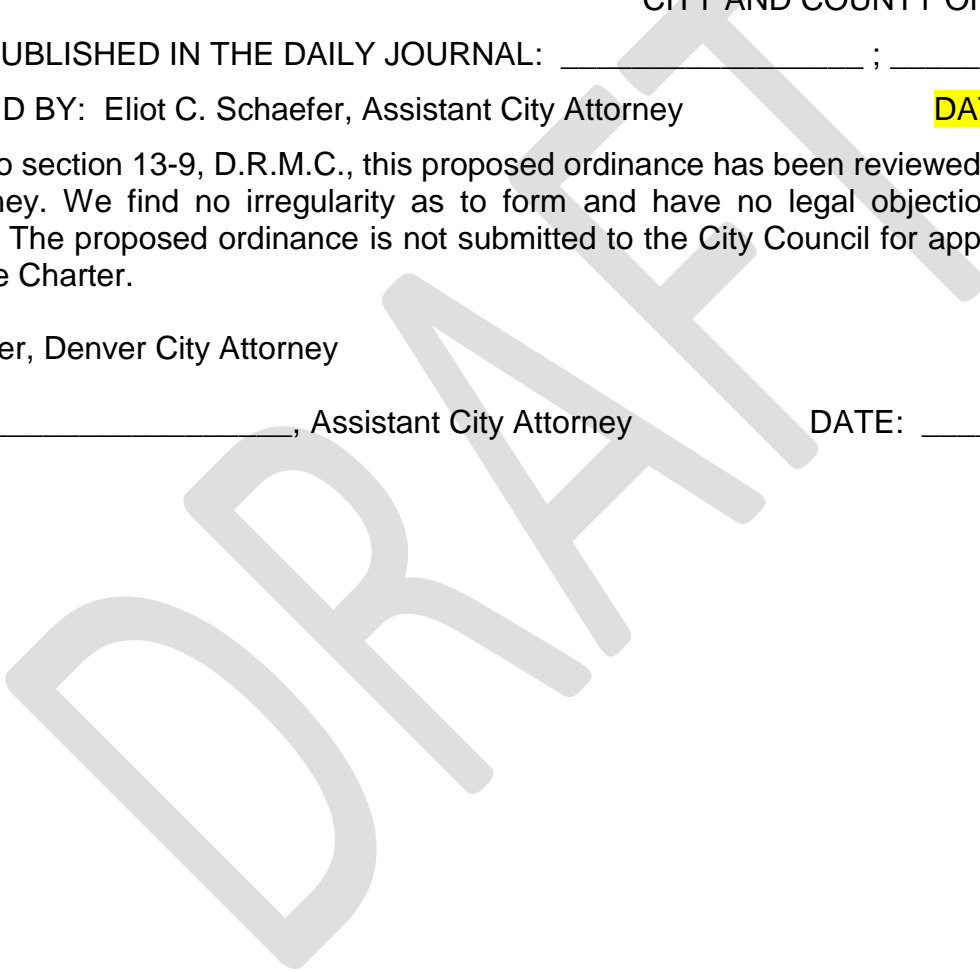 CITY AND COUNTY OF
UBLISHED IN THE DAILY JOURNAL: _________________ ; _____
D BY: Eliot C. Schaefer, Assistant City Attorney DAT
o section 13-9, D.R.M.C., this proposed ordinance has been reviewed
ney. We find no irregularity as to form and have no legal objectio
The proposed ordinance is not submitted to the City Council for app
e Charter.
er, Denver City Attorney
_________________, Assistant City Attorney DATE: ____
DRAFT